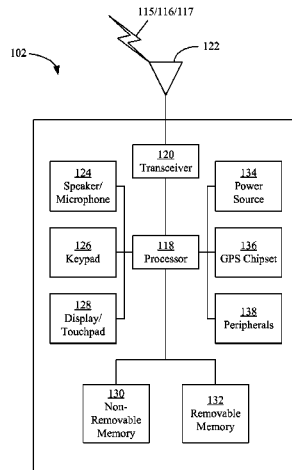 115/116/117
102
122
120
Transceiver
124
Speaker/
Microphone
134
Power
Source
126
Keypad
118
Processor
136
GPS Chipset
128
Display/
Touchpad
138
Peripherals
130
Non-
Removable
Memory
132
Removable
Memory